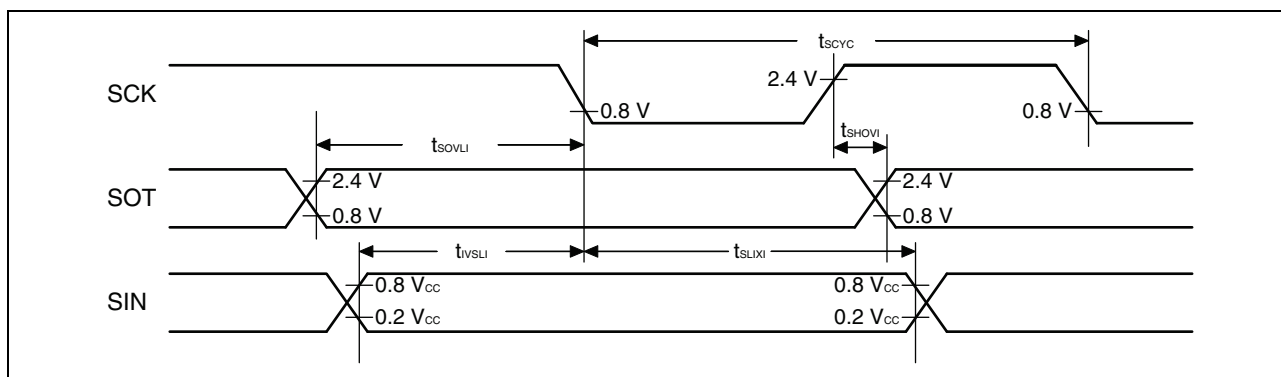 tSCYC
SCK
2.4 V
0.8 V
0.8 V
tSOVLI
tSHOVI
SOT
2.4 V
0.8 V
2.4 V
0.8 V
tIVSLI
tSLIXI
SIN
0.8 VCC
0.2 VCC
0.8 VCC
0.2 VCC